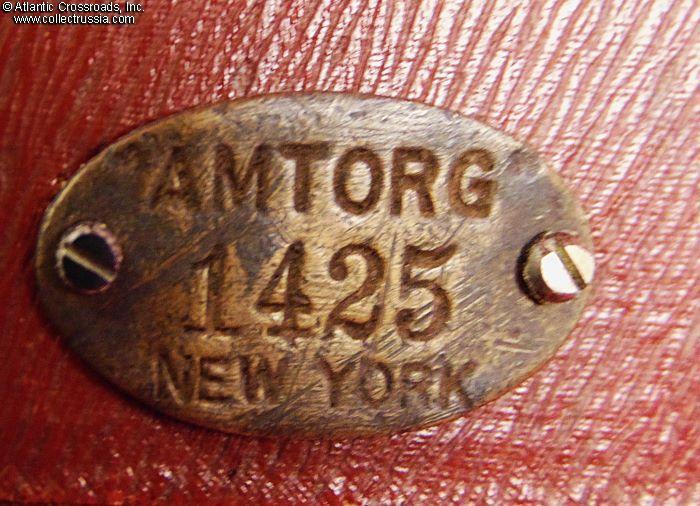 © Atlantic Crossroads, Inc.
www.collectrussia.com
AMTORG
1425
NEW YORK